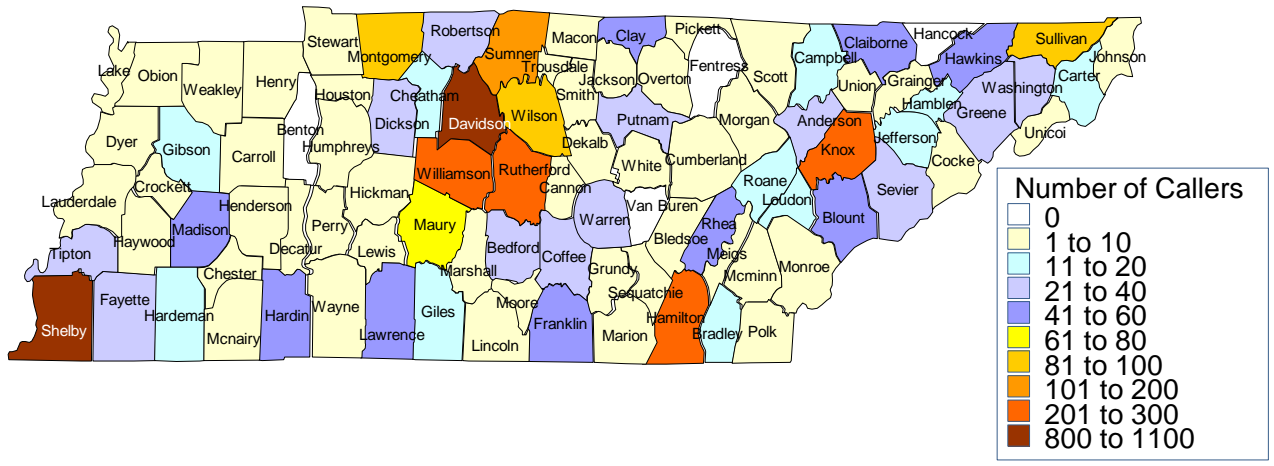 Stewart
Montgomery
Robertson
Sumner
Macon
Clay
Pickett
Fentress
Scott
Campbell
Claiborne
Hancock
Hawkins
Sullivan
Johnson
Carter
Lake
Obion
Weakley
Henry
Houston
Cheatham
Trousdale
Jackson
Overton
Union
Grainger
Hamblen
Washington
Greene
Unicoi
Dyer
Gibson
Carroll
Benton
Humphreys
Dickson
Davidson
Wilson
Smith
Putnam
Morgan
Anderson
Knox
Jefferson
Cocke
Sevier
Lauderdale
Crockett
Haywood
Madison
Henderson
Decatur
Perry
Hickman
Williamson
Rutherford
Cannon
Dekalb
White
Cumberland
Van Buren
Warren
Roane
Loudon
Blount
Tipton
Lewis
Maury
Marshall
Bedford
Coffee
Grundy
Bledsoe
Rhea
Meigs
Mcminn
Monroe
Shelby
Fayette
Hardeman
Chester
Mcnairy
Hardin
Wayne
Lawrence
Giles
Lincoln
Moore
Franklin
Marion
Sequatchie
Hamilton
Bradley
Polk
Number of Callers
0
1 to 10
11 to 20
21 to 40
41 to 60
61 to 80
81 to 100
101 to 200
201 to 300
800 to 1100